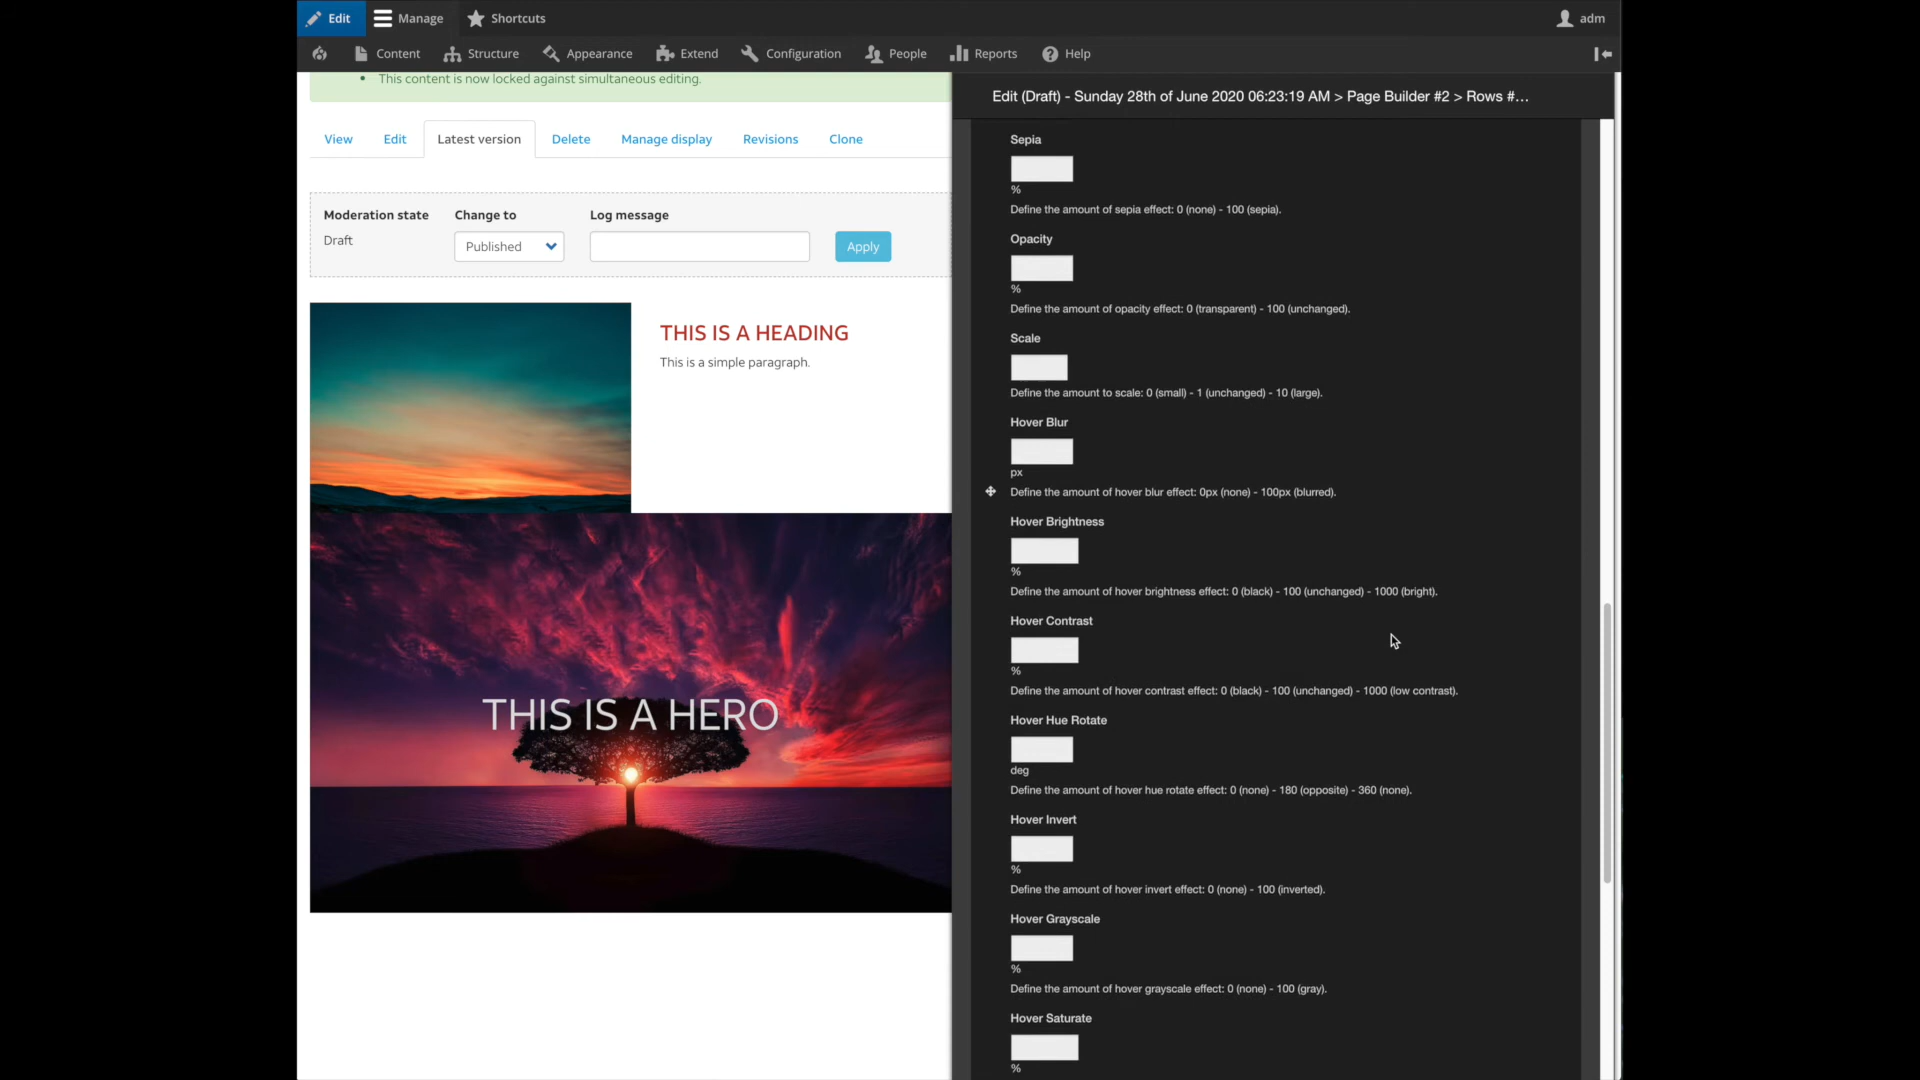 Edit
Manage
Shortcuts
adm
Content
Structure
Appearance
Extend
Configuration
People
Reports
Help
This content is now locked against simultaneous editing.
View
Edit
Latest version
Delete
Manage display
Revisions
Clone
Moderation state
Draft
Change to
Published
Log message
Apply
THIS IS A HEADING
This is a simple paragraph.
THIS IS A HERO
Edit (Draft) - Sunday 28th of June 2020 06:23:19 AM > Page Builder #2 > Rows #...
Sepia
%
Define the amount of sepia effect: 0 (none) - 100 (sepia).
Opacity
%
Define the amount of opacity effect: 0 (transparent) - 100 (unchanged).
Scale
Define the amount to scale: 0 (small) - 1 (unchanged) - 10 (large).
Hover Blur
px
Define the amount of hover blur effect: 0px (none) - 100px (blurred).
Hover Brightness
%
Define the amount of hover brightness effect: 0 (black) - 100 (unchanged) - 1000 (bright).
Hover Contrast
%
Define the amount of hover contrast effect: 0 (black) - 100 (unchanged) - 1000 (low contrast).
Hover Hue Rotate
deg
Define the amount of hover hue rotate effect: 0 (none) - 180 (opposite) - 360 (none).
Hover Invert
%
Define the amount of hover invert effect: 0 (none) - 100 (inverted).
Hover Grayscale
%
Define the amount of hover grayscale effect: 0 (none) - 100 (gray).
Hover Saturate
%